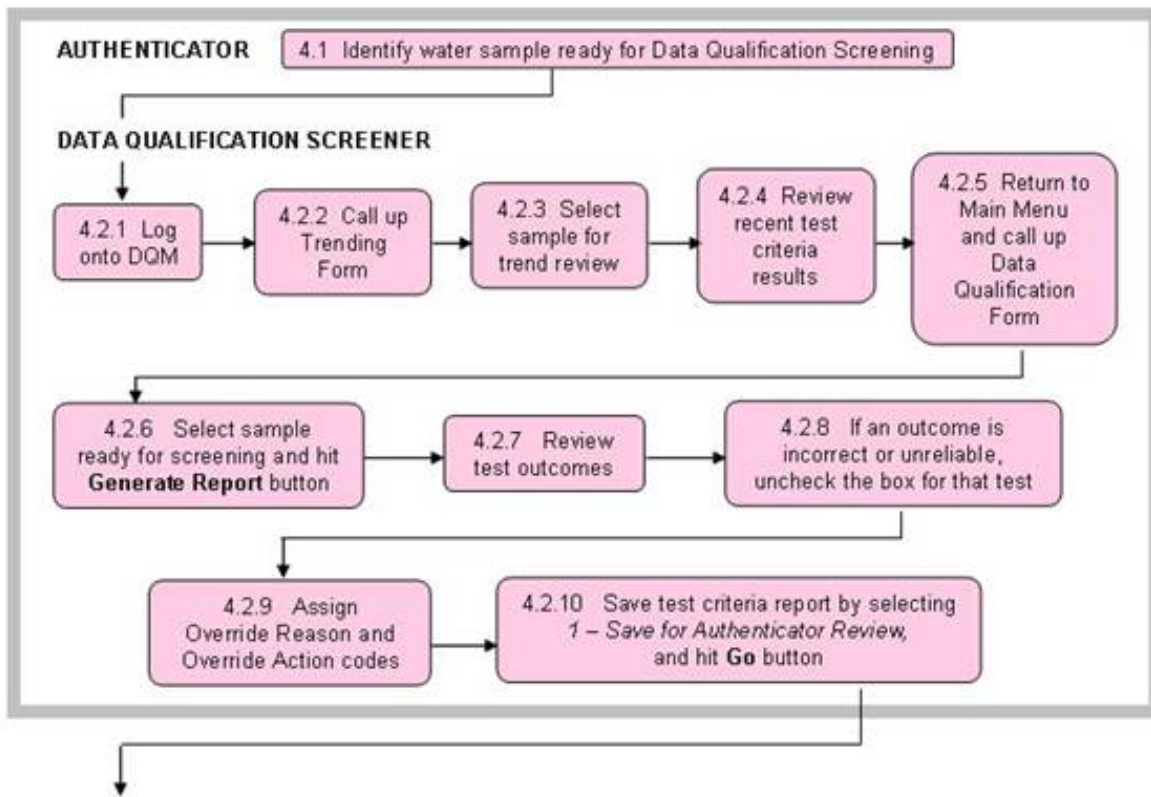 AUTHENTICATOR
4.1 Identify water sample ready for Data Qualification Screening
DATA QUALIFICATION SCREENER
4.2.1 Log
onto DQM
4.2.2 Call up
Trending
Form
4.2.3 Select
sample for
trend review
4.2.4 Review
recent test
criteria
results
4.2.5 Return to
Main Menu
and call up
Data
Qualification
Form
4.2.6 Select sample
ready for screening and hit
Generate Report button
4.2.7 Review
test outcomes
4.2.8 If an outcome is
incorrect or unreliable,
uncheck the box for that test
4.2.9 Assign
Override Reason and
Override Action codes
4.2.10 Save test criteria report by selecting
1 – Save for Authenticator Review,
and hit Go button